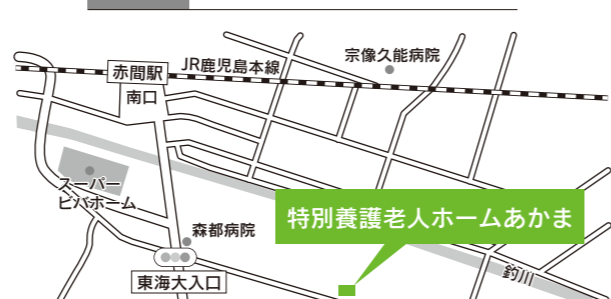 宗像久能病院
JR鹿児島本線
赤間駅
南口
スーパー
ビバホーム
特別養護老人ホームあかま
森都病院
釣川
東海大入口